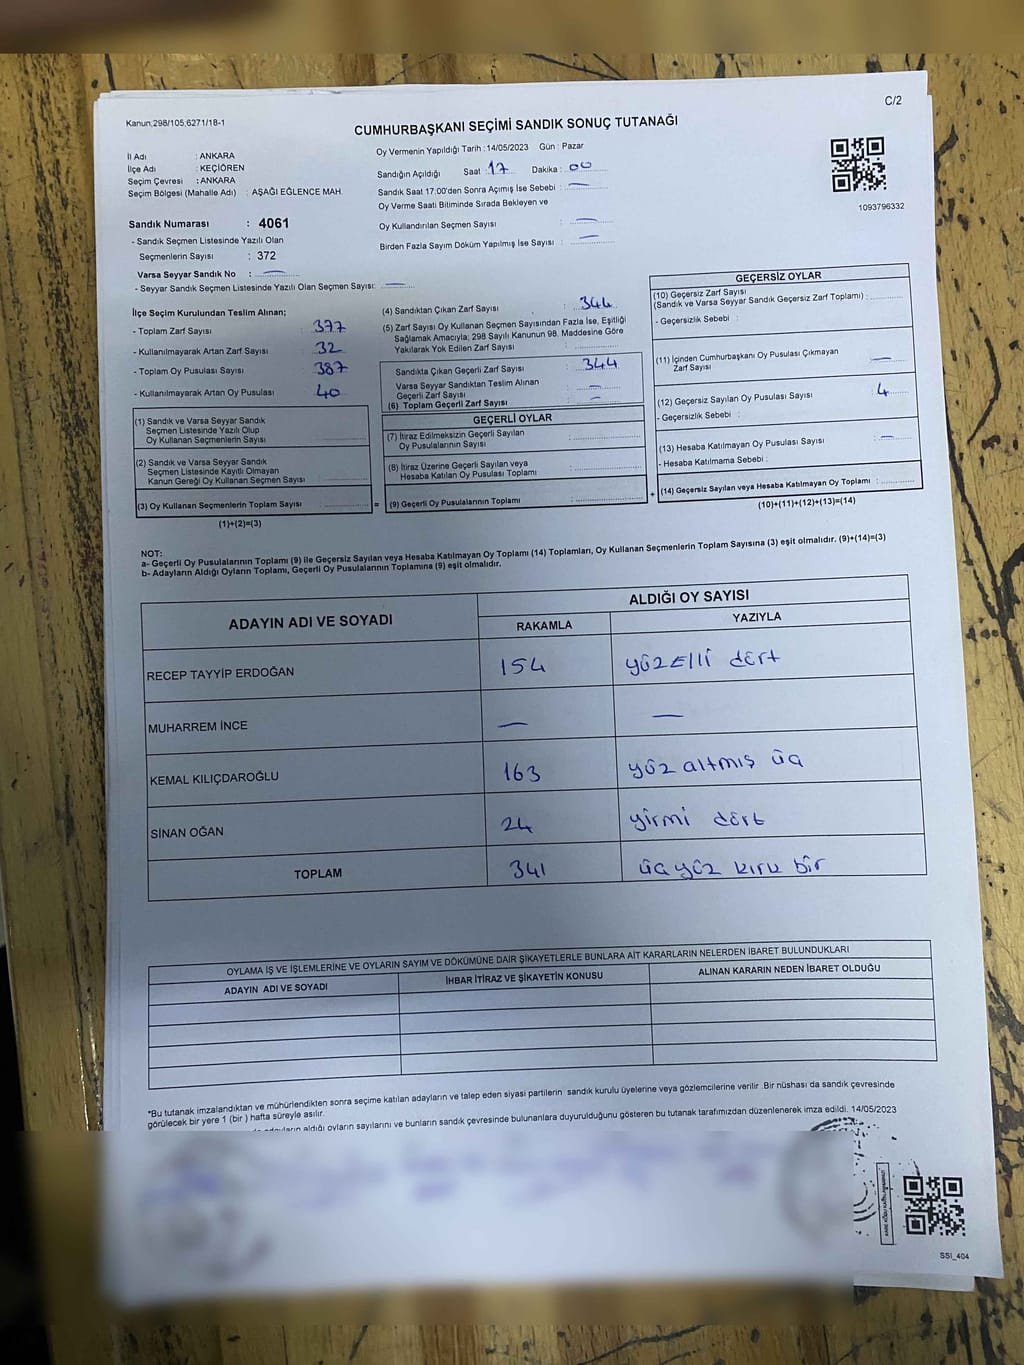 C/2
Kanun;298/105,6271/18-1
CUMHURBAŞKANI SEÇİMİ SANDIK SONUÇ TUTANAĞI
İl Adı : ANKARA
İlçe Adı : KEÇİÖREN
Seçim Çevresi : ANKARA
Seçim Bölgesi (Mahalle Adı) : AŞAĞI EĞLENCE MAH.
Oy Vermenin Yapıldığı Tarih :14/05/2023 Gün : Pazar
Sandığın Açıldığı Saat :17 Dakika :00
Sandık Saat 17:00'den Sonra Açımış İse Sebebi : —
Oy Verme Saati Bitiminde Sırada Bekleyen ve
Oy Kullandırılan Seçmen Sayısı : —
Birden Fazla Sayım Döküm Yapılmış İse Sayısı : —
1093796332
Sandık Numarası : 4061
- Sandık Seçmen Listesinde Yazılı Olan
Seçmenlerin Sayısı : 372
Varsa Seyyar Sandık No : —
- Seyyar Sandık Seçmen Listesinde Yazılı Olan Seçmen Sayısı: —
İlçe Seçim Kurulundan Teslim Alınan;
- Toplam Zarf Sayısı : 377
- Kullanılmayarak Artan Zarf Sayısı : 32
- Toplam Oy Pusulası Sayısı : 387
- Kullanılmayarak Artan Oy Pusulası : 40
(1) Sandık ve Varsa Seyyar Sandık
Seçmen Listesinde Yazılı Olup
Oy Kullanan Seçmenlerin Sayısı :
(2) Sandık ve Varsa Seyyar Sandık
Seçmen Listesinde Kayıtlı Olmayan
Kanun Gereği Oy Kullanan Seçmen Sayısı :
(3) Oy Kullanan Seçmenlerin Toplam Sayısı :
(1)+(2)=(3)
=
(4) Sandıktan Çıkan Zarf Sayısı : 344
(5) Zarf Sayısı Oy Kullanan Seçmen Sayısından Fazla İse, Eşitliği
Sağlamak Amacıyla; 298 Sayılı Kanunun 98. Maddesine Göre
Yakılarak Yok Edilen Zarf Sayısı :
Sandıkta Çıkan Geçerli Zarf Sayısı : 344
Varsa Seyyar Sandıktan Teslim Alınan
Geçerli Zarf Sayısı : —
(6) Toplam Geçerli Zarf Sayısı : —
GEÇERLİ OYLAR
(7) İtiraz Edilmeksizin Geçerli Sayılan
Oy Pusulalarının Sayısı :
(8) İtiraz Üzerine Geçerli Sayılan veya
Hesaba Katılan Oy Pusulası Toplamı :
(9) Geçerli Oy Pusulalarının Toplamı :
+
GEÇERSİZ OYLAR
(10) Geçersiz Zarf Sayısı
(Sandık ve Varsa Seyyar Sandık Geçersiz Zarf Toplamı) :
- Geçersizlik Sebebi :
(11) İçinden Cumhurbaşkanı Oy Pusulası Çıkmayan
Zarf Sayısı : —
(12) Geçersiz Sayılan Oy Pusulası Sayısı : 4
- Geçersizlik Sebebi :
(13) Hesaba Katılmayan Oy Pusulası Sayısı : —
- Hesaba Katılmama Sebebi :
(14) Geçersiz Sayılan veya Hesaba Katılmayan Oy Toplamı :
(10)+(11)+(12)+(13)=(14)
NOT:
a- Geçerli Oy Pusulalarının Toplamı (9) ile Geçersiz Sayılan veya Hesaba Katılmayan Oy Toplamı (14) Toplamları, Oy Kullanan Seçmenlerin Toplam Sayısına (3) eşit olmalıdır. (9)+(14)=(3)
b- Adayların Aldığı Oyların Toplamı, Geçerli Oy Pusulalarının Toplamına (9) eşit olmalıdır.
ADAYIN ADI VE SOYADI ALDIĞI OY SAYISI
RAKAMLA YAZIYLA
RECEP TAYYİP ERDOĞAN 154 yüzelli dört
MUHARREM İNCE — —
KEMAL KILIÇDAROĞLU 163 yüz altmış üç
SİNAN OĞAN 24 yirmi dört
TOPLAM 341 üçyüz kırk bir
OYLAMA İŞ VE İŞLEMLERİNE VE OYLARIN SAYIM VE DÖKÜMÜNE DAİR ŞİKAYETLERLE BUNLARA AİT KARARLARIN NELERDEN İBARET BULUNDUKLARI
ADAYIN ADI VE SOYADI İHBAR İTİRAZ VE ŞİKAYETİN KONUSU ALINAN KARARIN NEDEN İBARET OLDUĞU
*Bu tutanak imzalandıktan ve mühürlendikten sonra seçime katılan adayların ve talep eden siyasi partilerin sandık kurulu üyelerine veya gözlemcilerine verilir .Bir nüshası da sandık çevresinde
görülecek bir yere 1 (bir ) hafta süreyle asılır.
aldığı oyların sayılarını ve bunların sandık çevresinde bulunanlara duyurulduğunu gösteren bu tutanak tarafımızdan düzenlenerek imza edildi. 14/05/2023
SSI_404